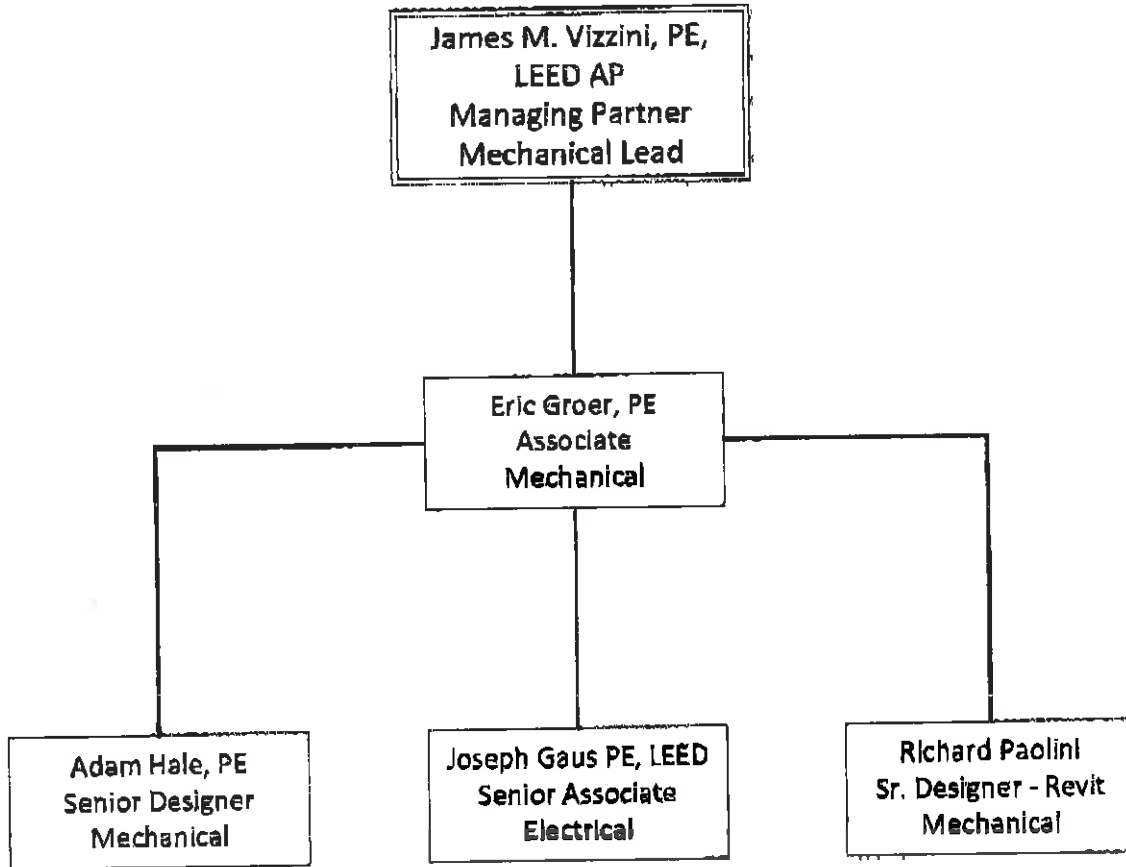 James M. Vizzini, PE,
LEED AP
Managing Partner
Mechanical Lead
Eric Groer, PE
Associate
Mechanical
Adam Hale, PE
Senior Designer
Mechanical
Joseph Gaus PE, LEED
Senior Associate
Electrical
Richard Paolini
Sr. Designer - Revit
Mechanical